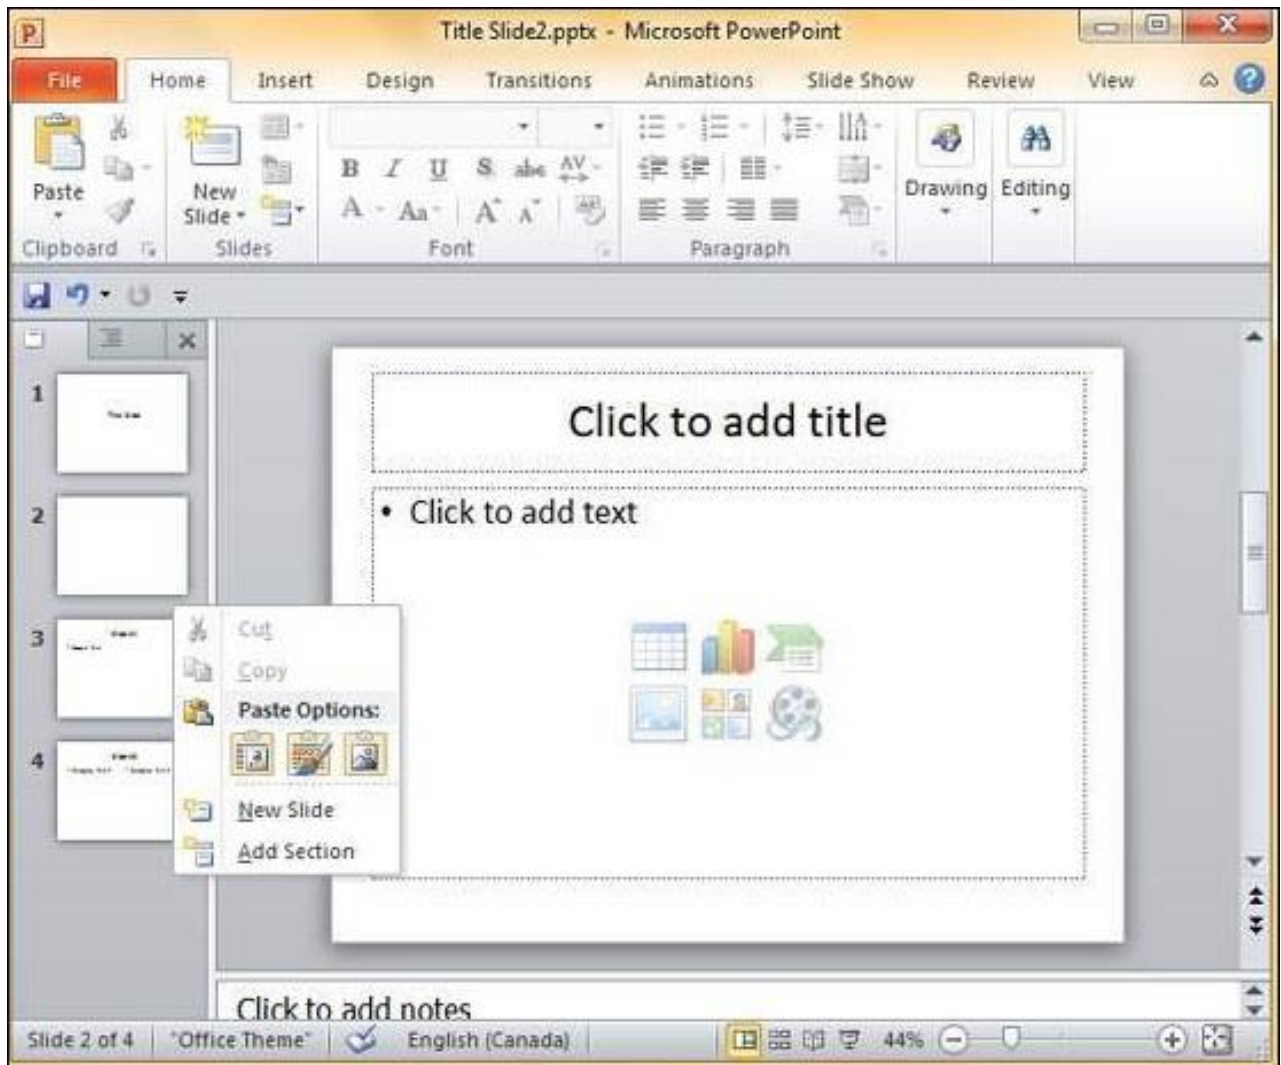 Title Slide2.pptx - Microsoft PowerPoint
File Home Insert Design Transitions Animations Slide Show Review View
Paste
New Slide
B I U S abc AV
A Aa A A
Drawing Editing
Clipboard Slides Font Paragraph
1
2
3
4
Click to add title
• Click to add text
Cut
Copy
Paste Options:
New Slide
Add Section
Click to add notes
Slide 2 of 4 "Office Theme" English (Canada) 44%